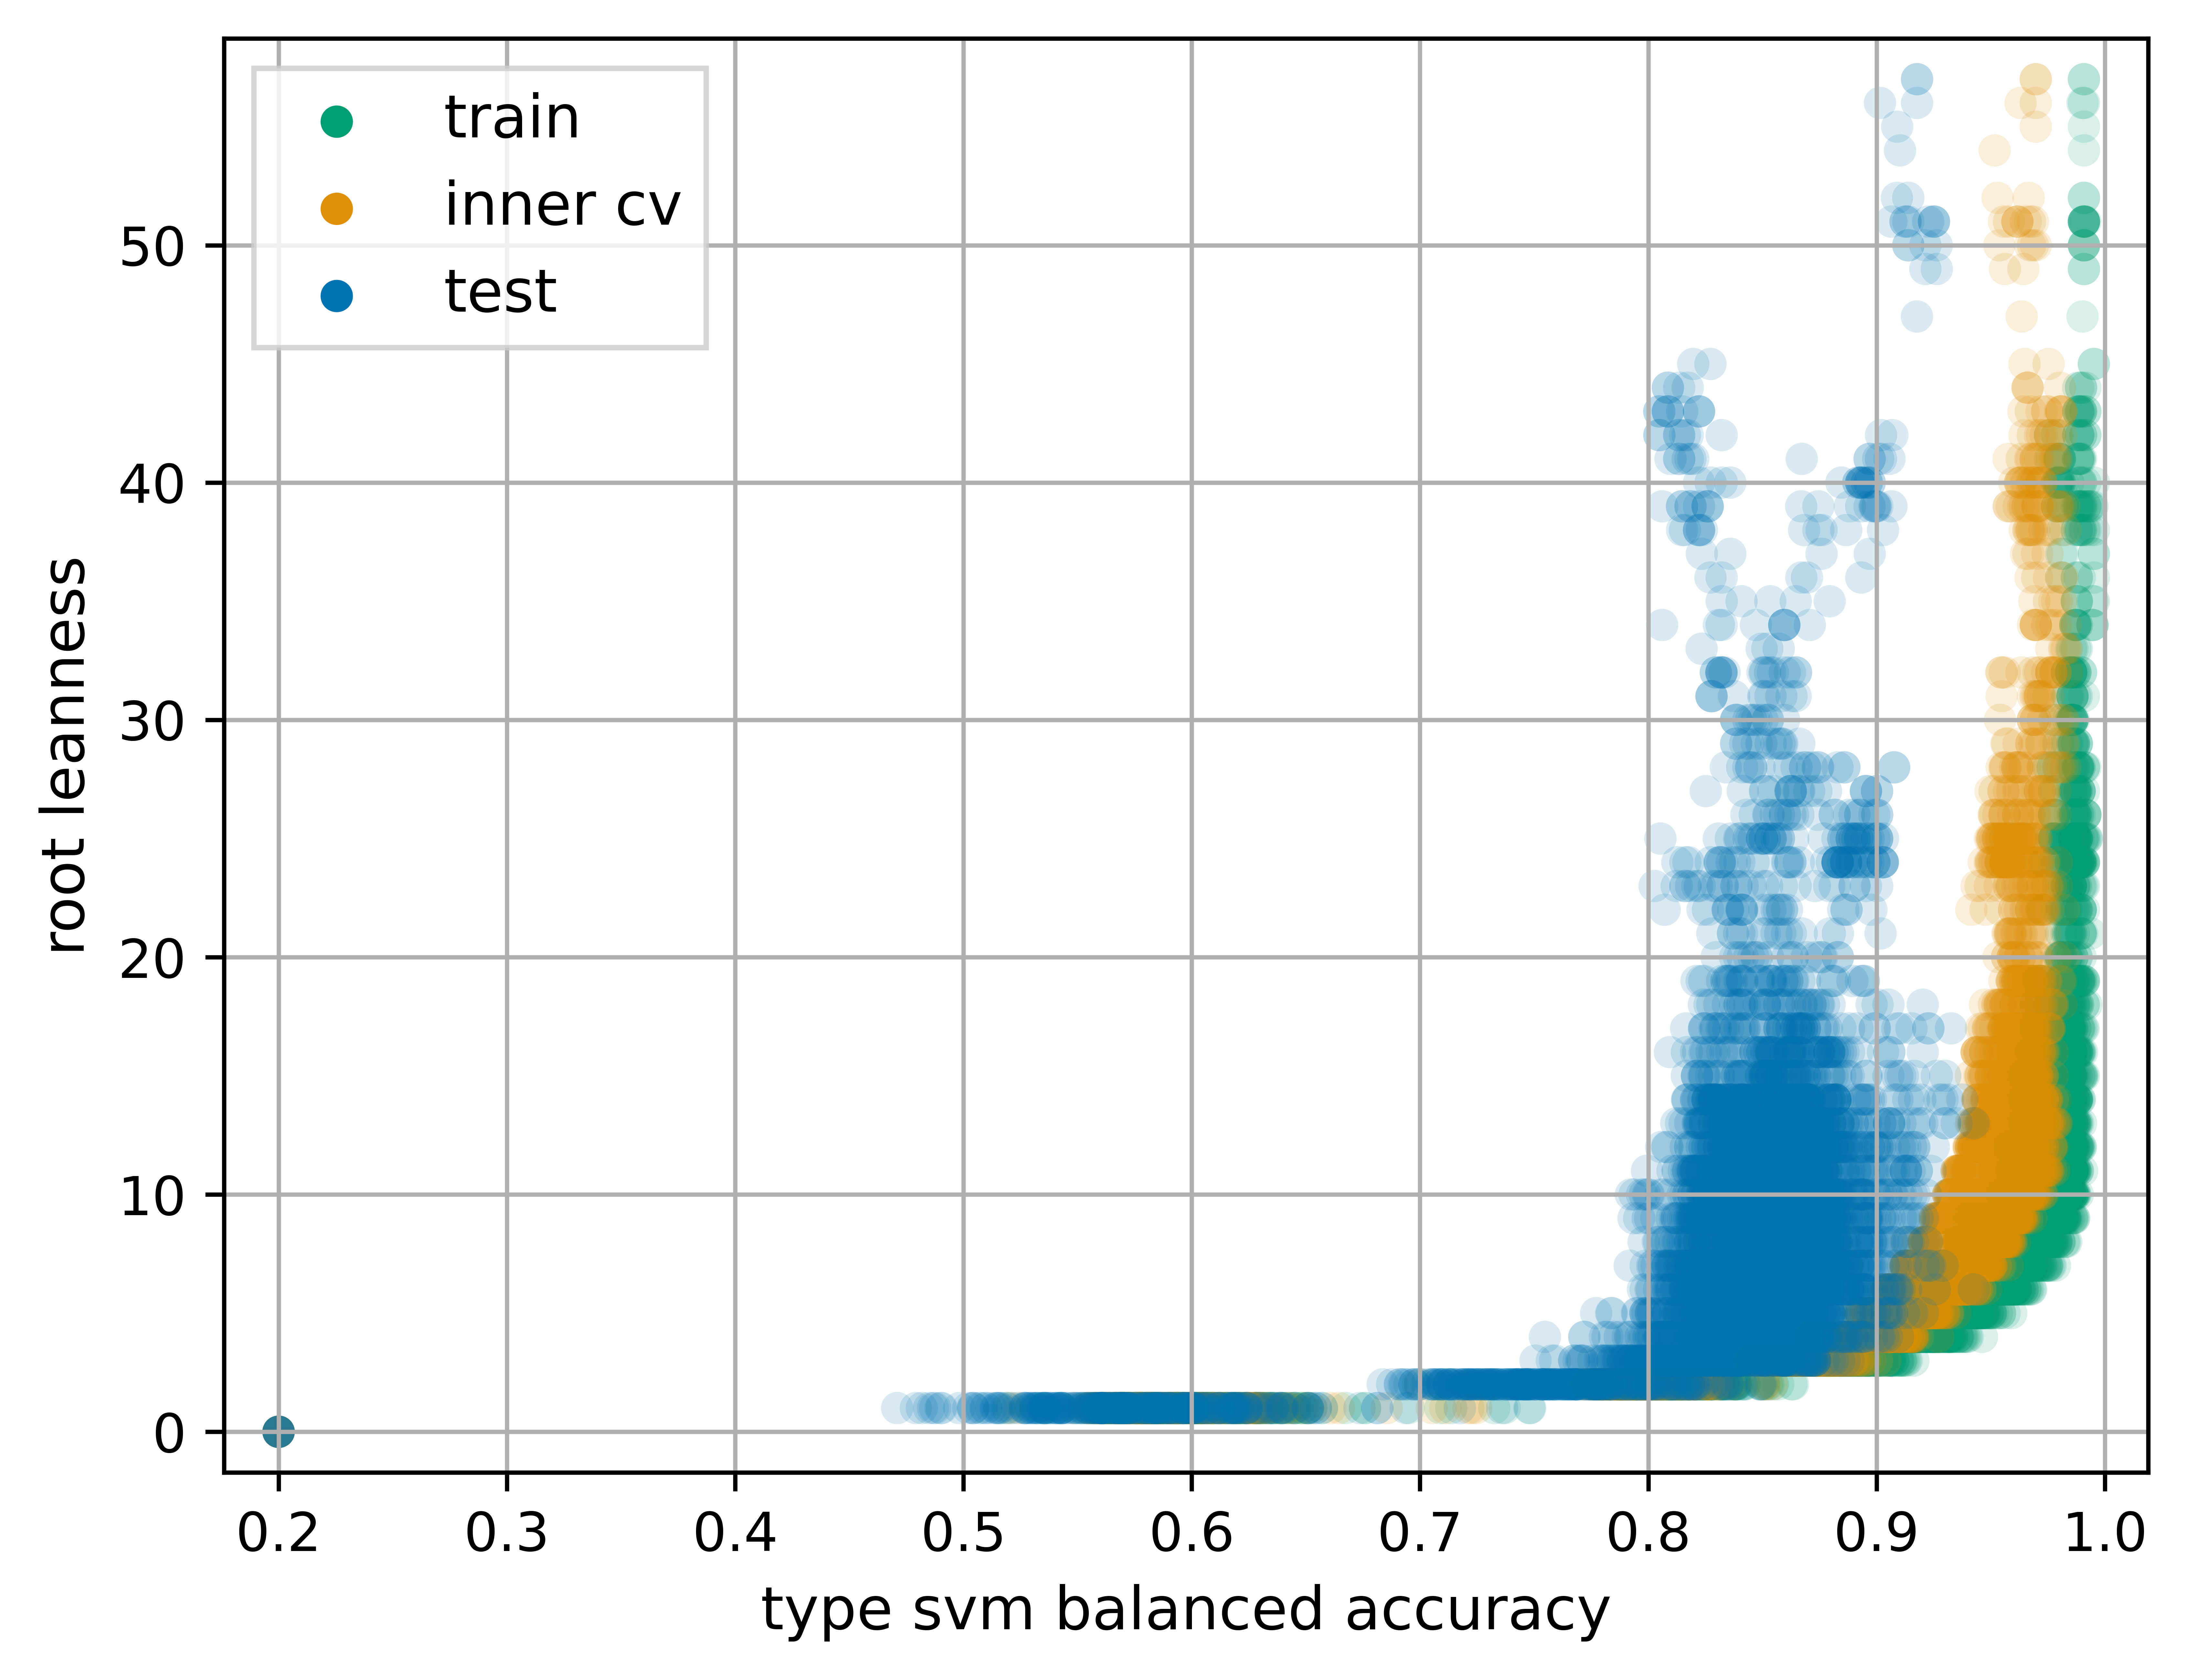 train
inner cv
test
50
40
30
20
10
0
root leanness
0.2 0.3 0.4 0.5 0.6 0.7 0.8 0.9 1.0
type svm balanced accuracy